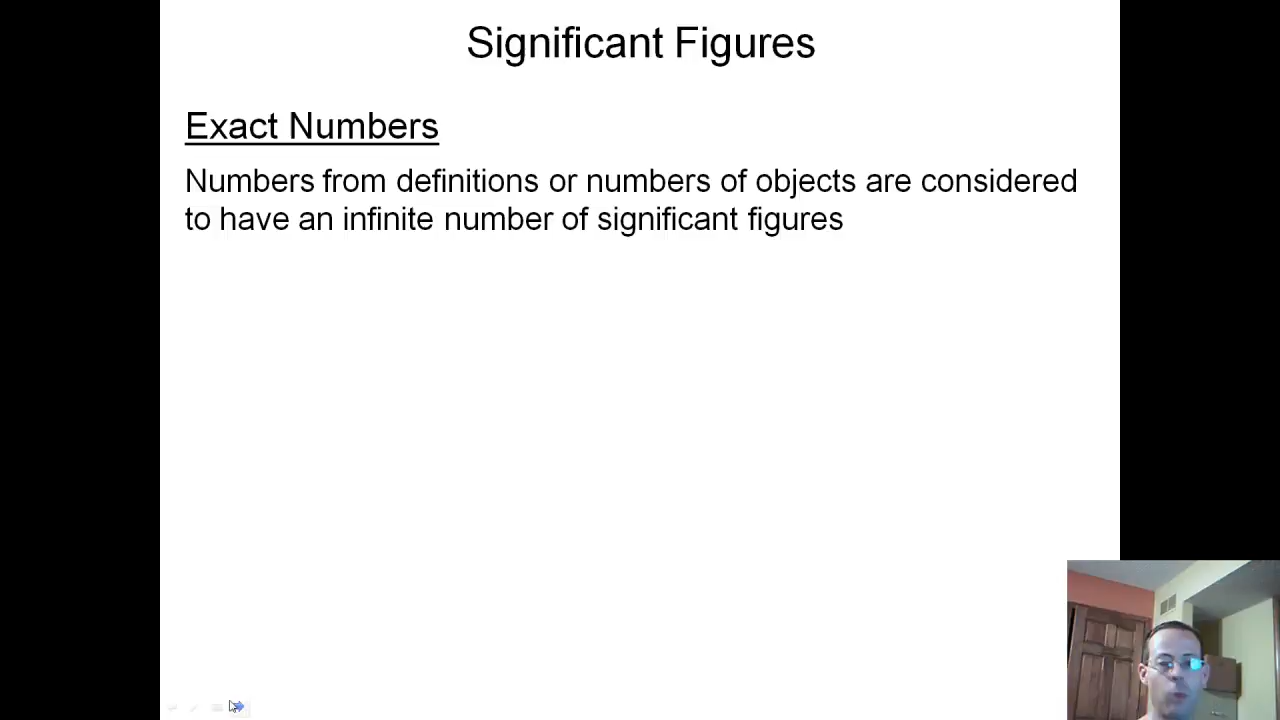 Significant Figures
Exact Numbers
Numbers from definitions or numbers of objects are considered
to have an infinite number of significant figures